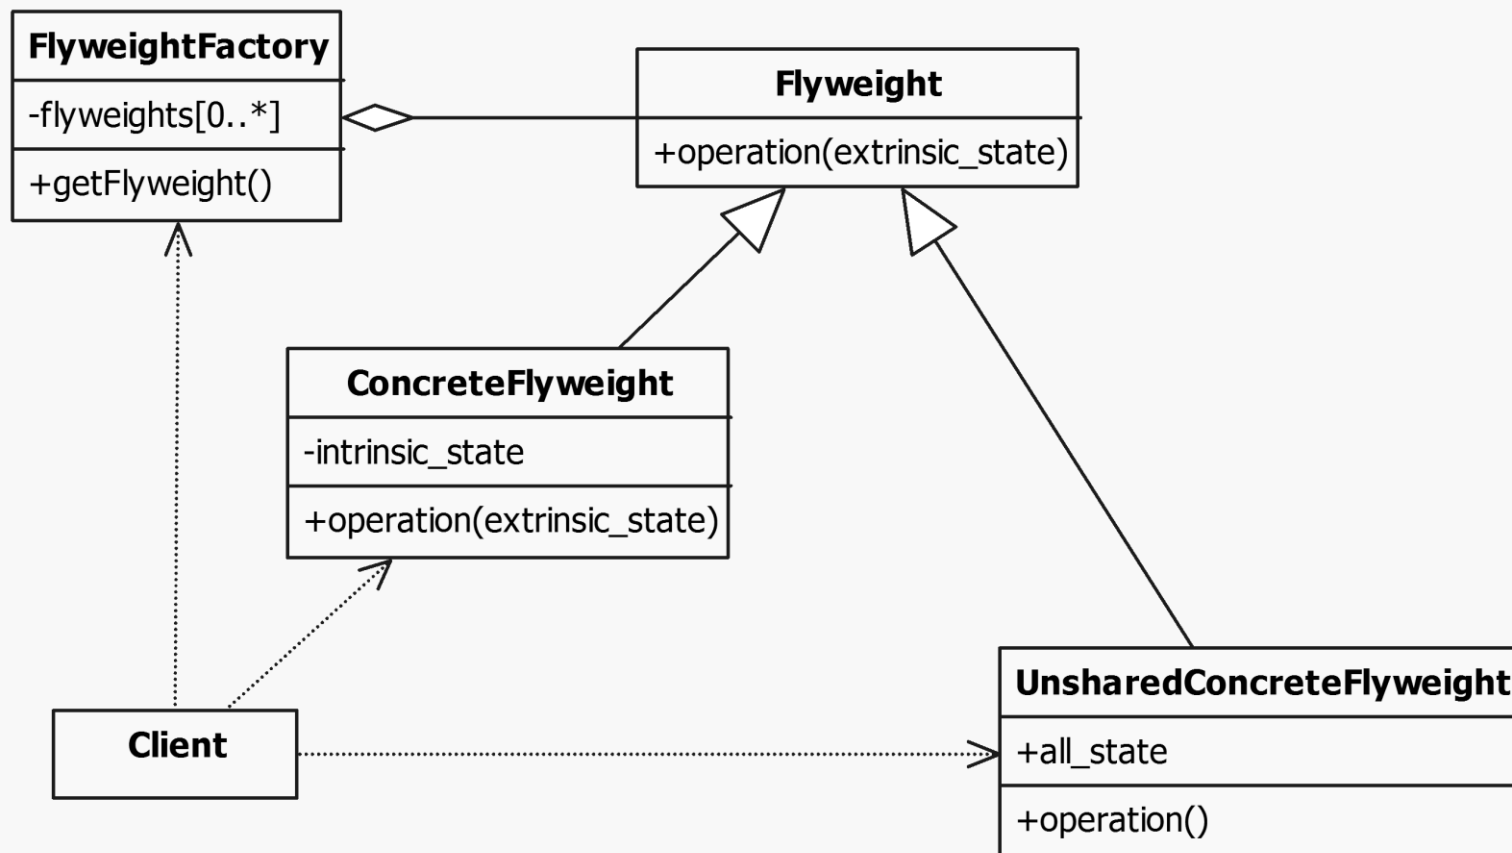 FlyweightFactory
-flyweights[0..*]
+getFlyweight()
Flyweight
+operation(extrinsic_state)
ConcreteFlyweight
-intrinsic_state
+operation(extrinsic_state)
Client
UnsharedConcreteFlyweight
+all_state
+operation()